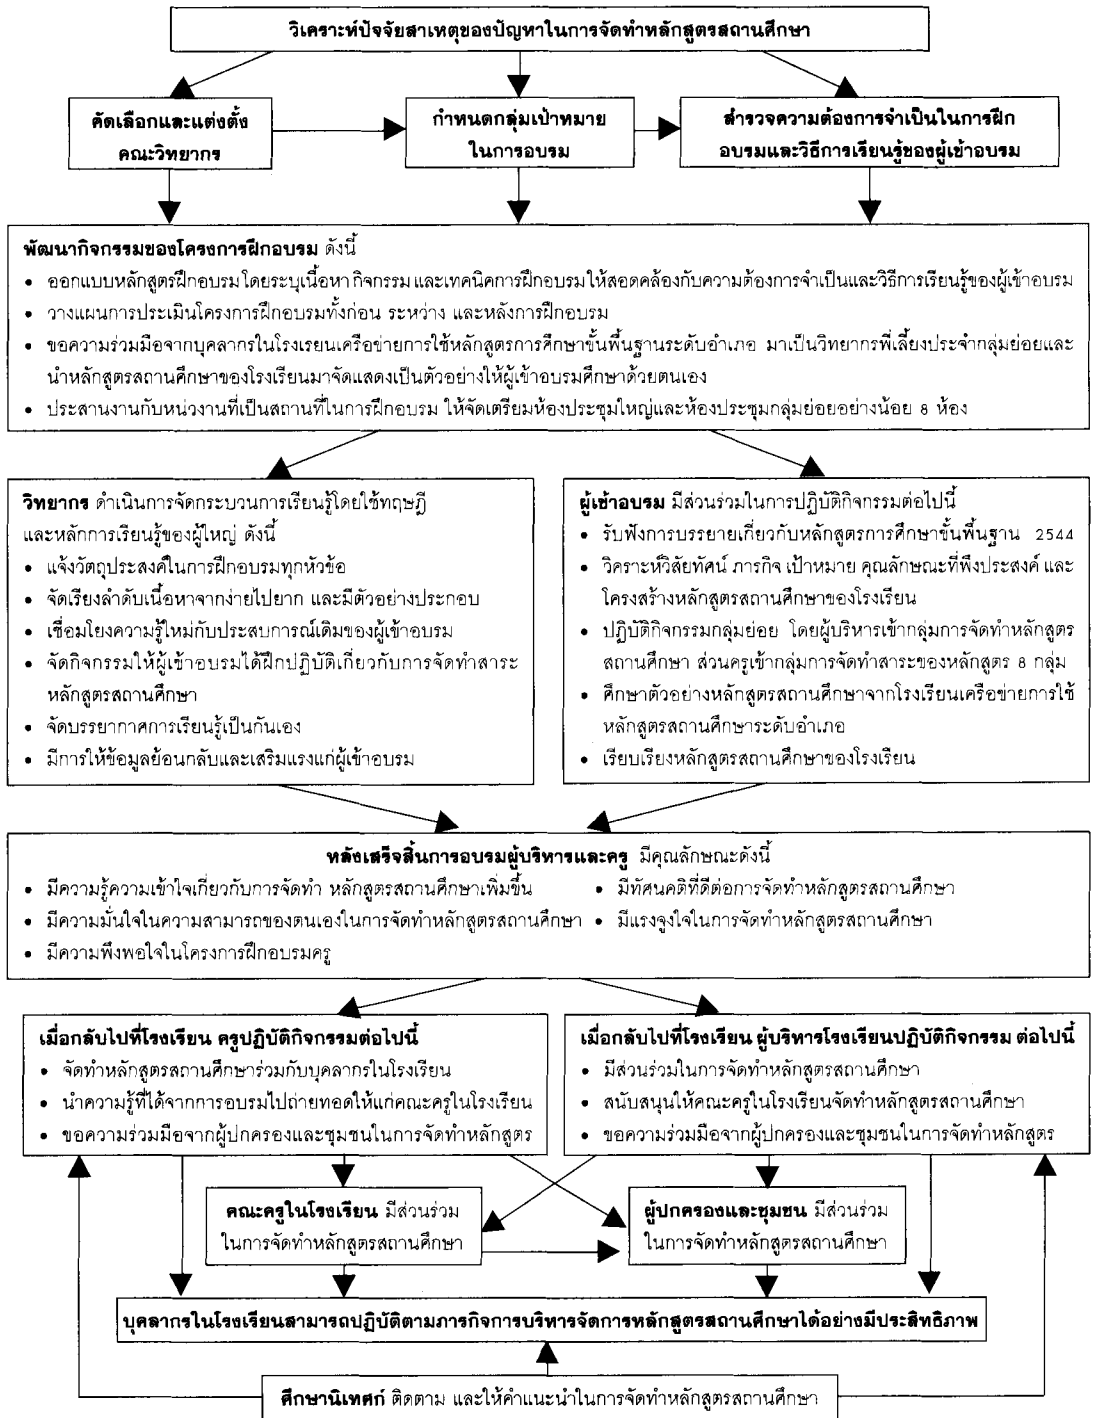 วิเคราะห์ปัจจัยสาเหตุของปัญหาในการจัดทำหลักสูตรสถานศึกษา
คัดเลือกและแต่งตั้ง
คณะวิทยากร
กำหนดกลุ่มเป้าหมาย
ในการอบรม
สำรวจความต้องการจำเป็นในการฝึก
อบรมและวิธีการเรียนรู้ของผู้เข้าอบรม
พัฒนากิจกรรมของโครงการฝึกอบรม ดังนี้
• ออกแบบหลักสูตรฝึกอบรมโดยระบุเนื้อหา กิจกรรม และเทคนิคการฝึกอบรมให้สอดคล้องกับความต้องการจำเป็นและวิธีการเรียนรู้ของผู้เข้าอบรม
• วางแผนการประเมินโครงการฝึกอบรมทั้งก่อน ระหว่าง และหลังการฝึกอบรม
• ขอความร่วมมือจากบุคลากรในโรงเรียนเครือข่ายการใช้หลักสูตรการศึกษาขั้นพื้นฐานระดับอำเภอ มาเป็นวิทยากรพี่เลี้ยงประจำกลุ่มย่อยและ
นำหลักสูตรสถานศึกษาของโรงเรียนมาจัดแสดงเป็นตัวอย่างให้ผู้เข้าอบรมศึกษาด้วยตนเอง
• ประสานงานกับหน่วยงานที่เป็นสถานที่ในการฝึกอบรม ให้จัดเตรียมห้องประชุมใหญ่และห้องประชุมกลุ่มย่อยอย่างน้อย 8 ห้อง
วิทยากร ดำเนินการจัดกระบวนการเรียนรู้โดยใช้ทฤษฎี
และหลักการเรียนรู้ของผู้ใหญ่ ดังนี้
• แจ้งวัตถุประสงค์ในการฝึกอบรมทุกหัวข้อ
• จัดเรียงลำดับเนื้อหาจากง่ายไปยาก และมีตัวอย่างประกอบ
• เชื่อมโยงความรู้ใหม่กับประสบการณ์เดิมของผู้เข้าอบรม
• จัดกิจกรรมให้ผู้เข้าอบรมได้ฝึกปฏิบัติเกี่ยวกับการจัดทำสาระ
หลักสูตรสถานศึกษา
• จัดบรรยากาศการเรียนรู้เป็นกันเอง
• มีการให้ข้อมูลย้อนกลับและเสริมแรงแก่ผู้เข้าอบรม
ผู้เข้าอบรม มีส่วนร่วมในการปฏิบัติกิจกรรมต่อไปนี้
• รับฟังการบรรยายเกี่ยวกับหลักสูตรการศึกษาขั้นพื้นฐาน 2544
• วิเคราะห์วิสัยทัศน์ ภารกิจ เป้าหมาย คุณลักษณะที่พึงประสงค์ และ
โครงสร้างหลักสูตรสถานศึกษาของโรงเรียน
• ปฏิบัติกิจกรรมกลุ่มย่อย โดยผู้บริหารเข้ากลุ่มการจัดทำหลักสูตร
สถานศึกษา ส่วนครูเข้ากลุ่มการจัดทำสาระของหลักสูตร 8 กลุ่ม
• ศึกษาตัวอย่างหลักสูตรสถานศึกษาจากโรงเรียนเครือข่ายการใช้
หลักสูตรสถานศึกษาระดับอำเภอ
• เรียบเรียงหลักสูตรสถานศึกษาของโรงเรียน
หลังเสร็จสิ้นการอบรมผู้บริหารและครู มีคุณลักษณะดังนี้
• มีความรู้ความเข้าใจเกี่ยวกับการจัดทำ หลักสูตรสถานศึกษาเพิ่มขึ้น
• มีทัศนคติที่ดีต่อการจัดทำหลักสูตรสถานศึกษา
• มีความมั่นใจในความสามารถของตนเองในการจัดทำหลักสูตรสถานศึกษา
• มีแรงจูงใจในการจัดทำหลักสูตรสถานศึกษา
• มีความพึงพอใจในโครงการฝึกอบรมครู
เมื่อกลับไปที่โรงเรียน ครูปฏิบัติกิจกรรมต่อไปนี้
• จัดทำหลักสูตรสถานศึกษาร่วมกับบุคลากรในโรงเรียน
• นำความรู้ที่ได้จากการอบรมไปถ่ายทอดให้แก่คณะครูในโรงเรียน
• ขอความร่วมมือจากผู้ปกครองและชุมชนในการจัดทำหลักสูตร
เมื่อกลับไปที่โรงเรียน ผู้บริหารโรงเรียนปฏิบัติกิจกรรม ต่อไปนี้
• มีส่วนร่วมในการจัดทำหลักสูตรสถานศึกษา
• สนับสนุนให้คณะครูในโรงเรียนจัดทำหลักสูตรสถานศึกษา
• ขอความร่วมมือจากผู้ปกครองและชุมชนในการจัดทำหลักสูตร
คณะครูในโรงเรียน มีส่วนร่วม
ในการจัดทำหลักสูตรสถานศึกษา
ผู้ปกครองและชุมชน มีส่วนร่วม
ในการจัดทำหลักสูตรสถานศึกษา
บุคลากรในโรงเรียนสามารถปฏิบัติตามภารกิจการบริหารจัดการหลักสูตรสถานศึกษาได้อย่างมีประสิทธิภาพ
ศึกษานิเทศก์ ติดตาม และให้คำแนะนำในการจัดทำหลักสูตรสถานศึกษา